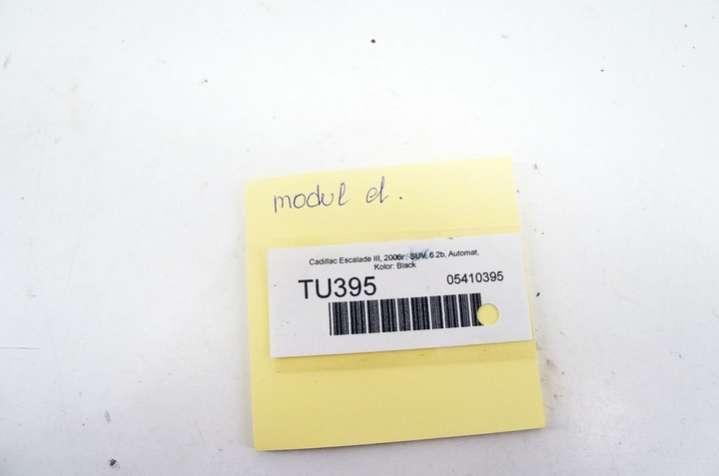 modul el.
Cadillac Escalade III, 2006r. SUV, 6.2b, Automat,
Kolor: Black
TU395
05410395